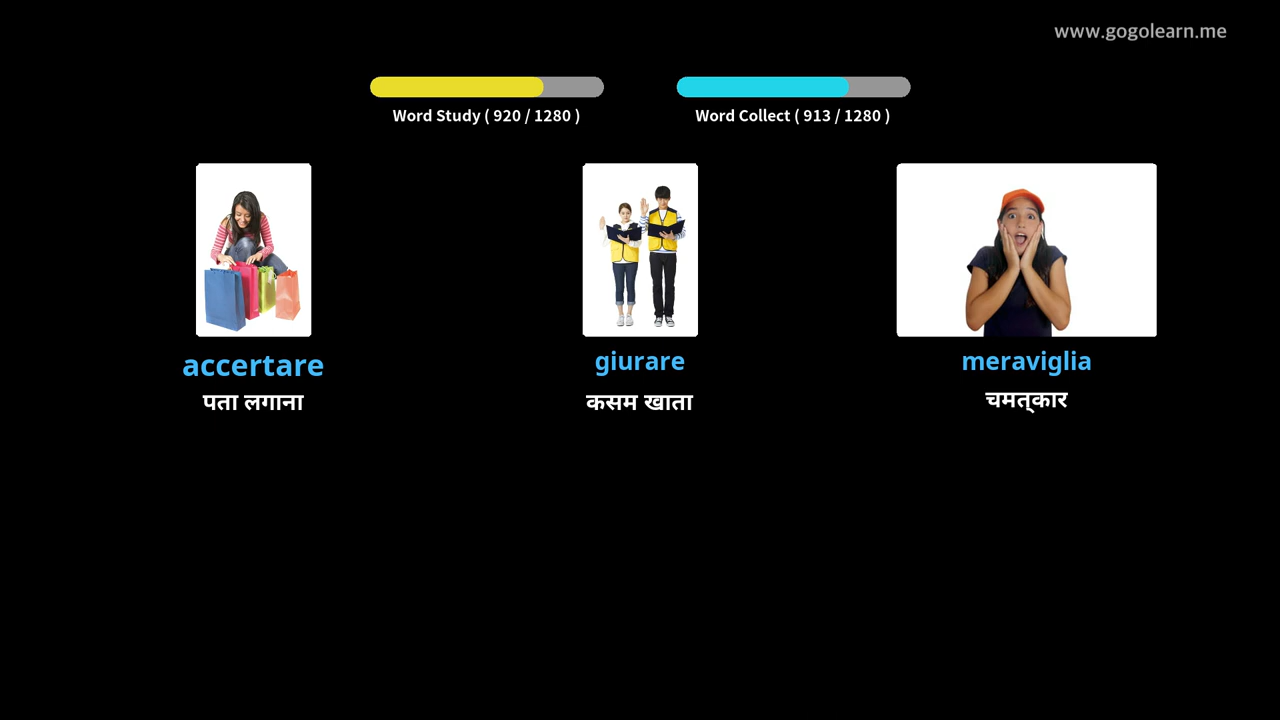 www.gogolearn.me
Word Study ( 920 / 1280 )
Word Collect ( 913 / 1280 )
accertare
पता लगाना
giurare
कसम खाता
meraviglia
चमत्‌कार